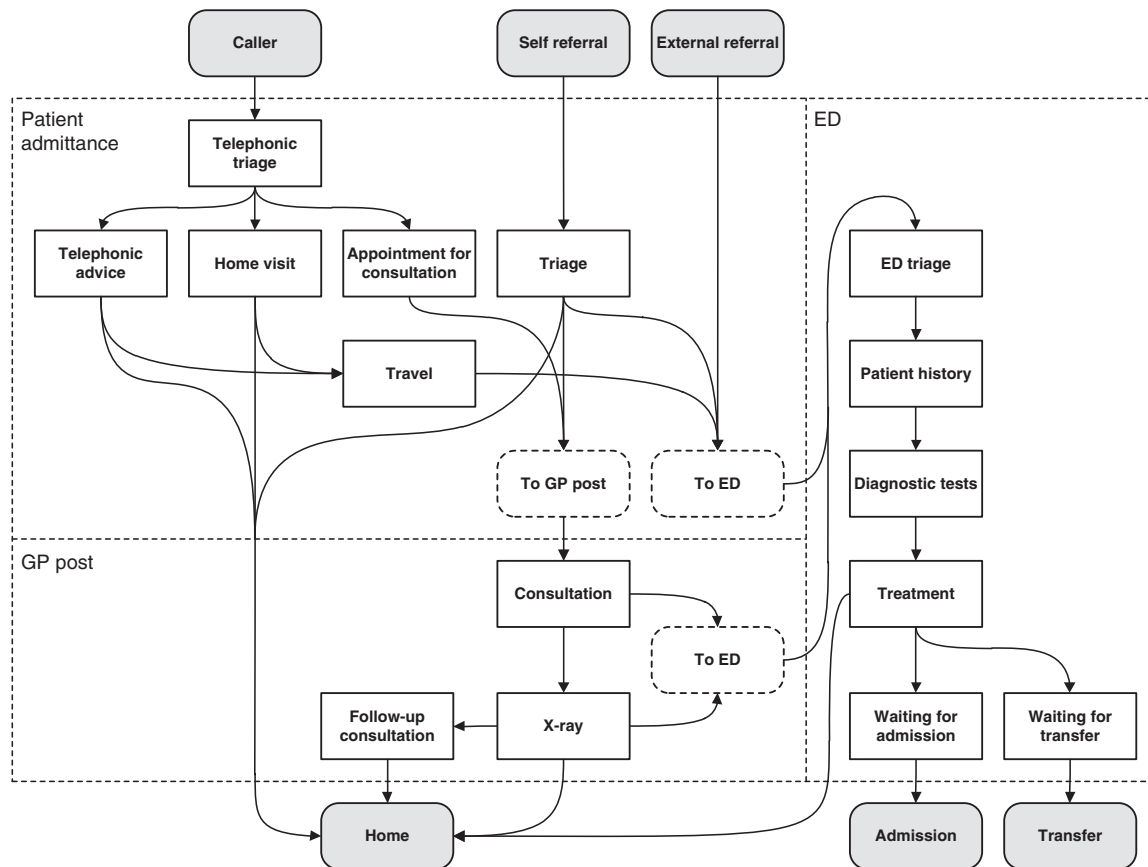 Caller
Self referral
External referral
Patient
admittance
ED
Telephonic
triage
Telephonic
advice
Home visit
Appointment for
consultation
Triage
ED triage
Travel
Patient history
To GP post
To ED
Diagnostic tests
GP post
Consultation
Treatment
To ED
Follow-up
consultation
X-ray
Waiting for
admission
Waiting for
transfer
Home
Admission
Transfer